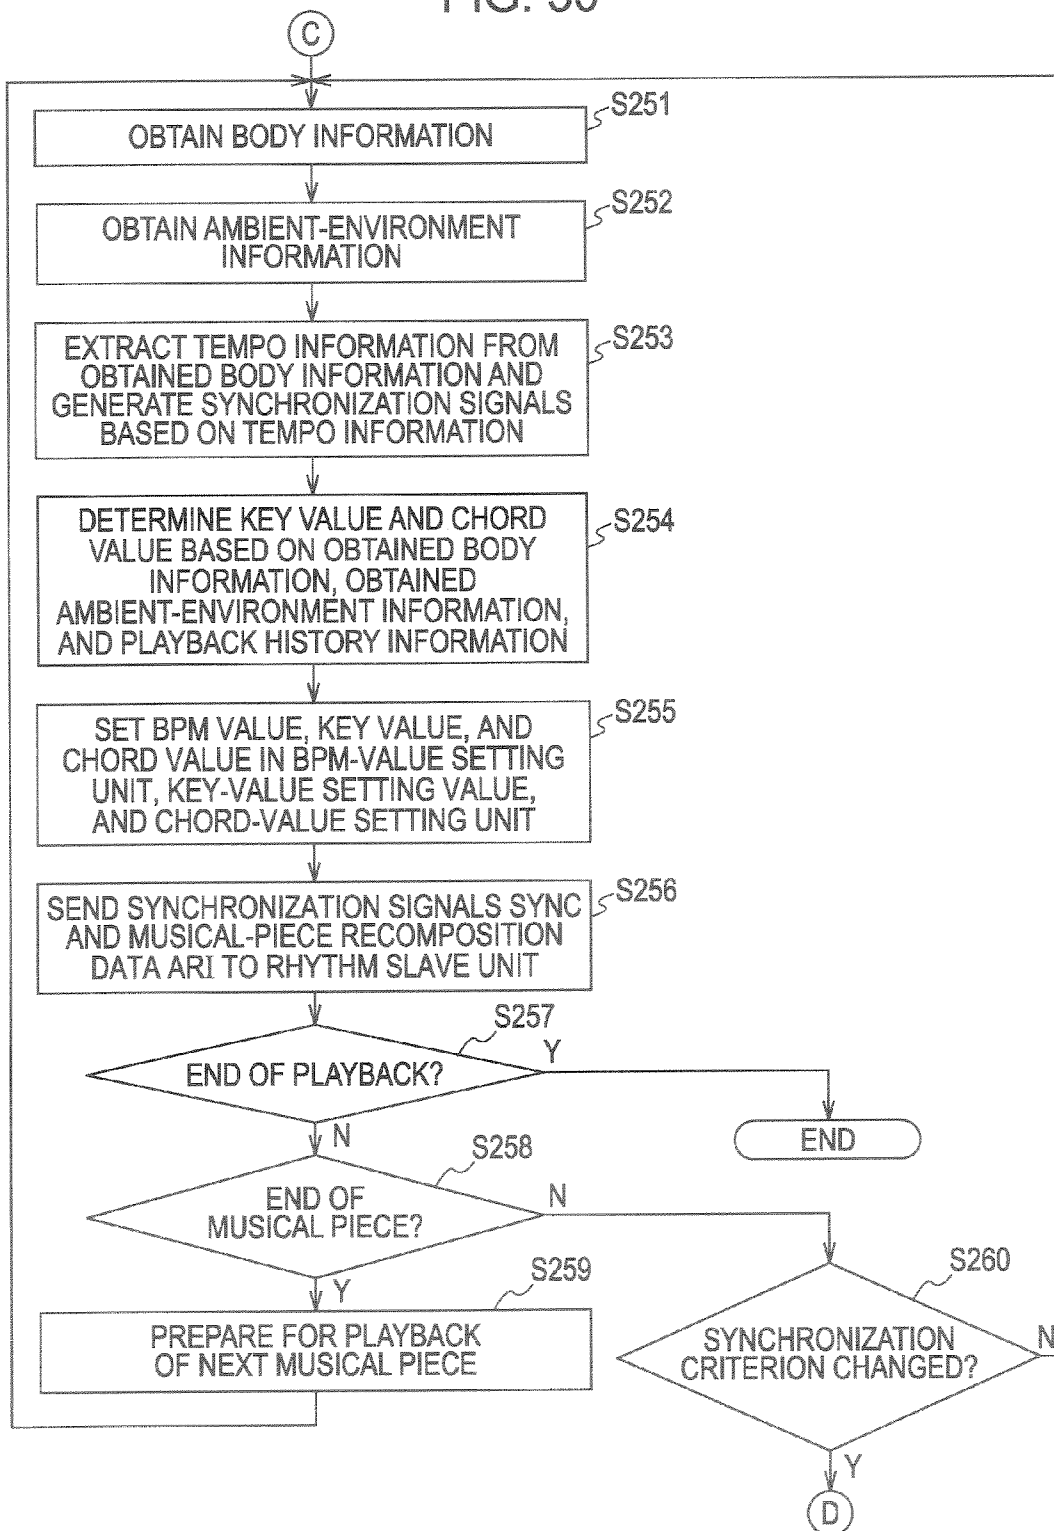 FIG. 30
C
S251
OBTAIN BODY INFORMATION
S252
OBTAIN AMBIENT-ENVIRONMENT
INFORMATION
S253
EXTRACT TEMPO INFORMATION FROM
OBTAINED BODY INFORMATION AND
GENERATE SYNCHRONIZATION SIGNALS
BASED ON TEMPO INFORMATION
S254
DETERMINE KEY VALUE AND CHORD
VALUE BASED ON OBTAINED BODY
INFORMATION, OBTAINED
AMBIENT-ENVIRONMENT INFORMATION,
AND PLAYBACK HISTORY INFORMATION
S255
SET BPM VALUE, KEY VALUE, AND
CHORD VALUE IN BPM-VALUE SETTING
UNIT, KEY-VALUE SETTING VALUE,
AND CHORD-VALUE SETTING UNIT
S256
SEND SYNCHRONIZATION SIGNALS SYNC
AND MUSICAL-PIECE RECOMPOSITION
DATA ARI TO RHYTHM SLAVE UNIT
S257
END OF PLAYBACK?
Y
END
N
S258
END OF
MUSICAL PIECE?
N
Y
S259
PREPARE FOR PLAYBACK
OF NEXT MUSICAL PIECE
S260
SYNCHRONIZATION
CRITERION CHANGED?
N
Y
D